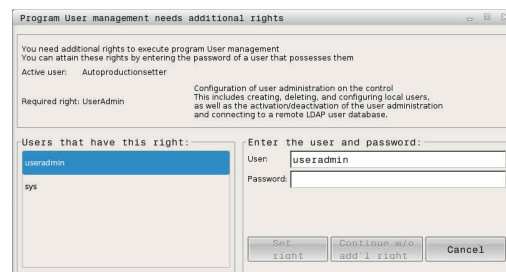 Program User management needs additional rights
You need additional rights to execute program User management
You can attain these rights by entering the password of a user that possesses them
Active user: Autoproductionsetter
Required right: UserAdmin
Configuration of user administration on the control
This includes creating, deleting, and configuring local users,
as well as the activation/deactivation of the user administration
and connecting to a remote LDAP user database.
Users that have this right:
useradmin
sys
Enter the user and password:
User: useradmin
Password:
Set
right
Continue w/o
add'l right
Cancel